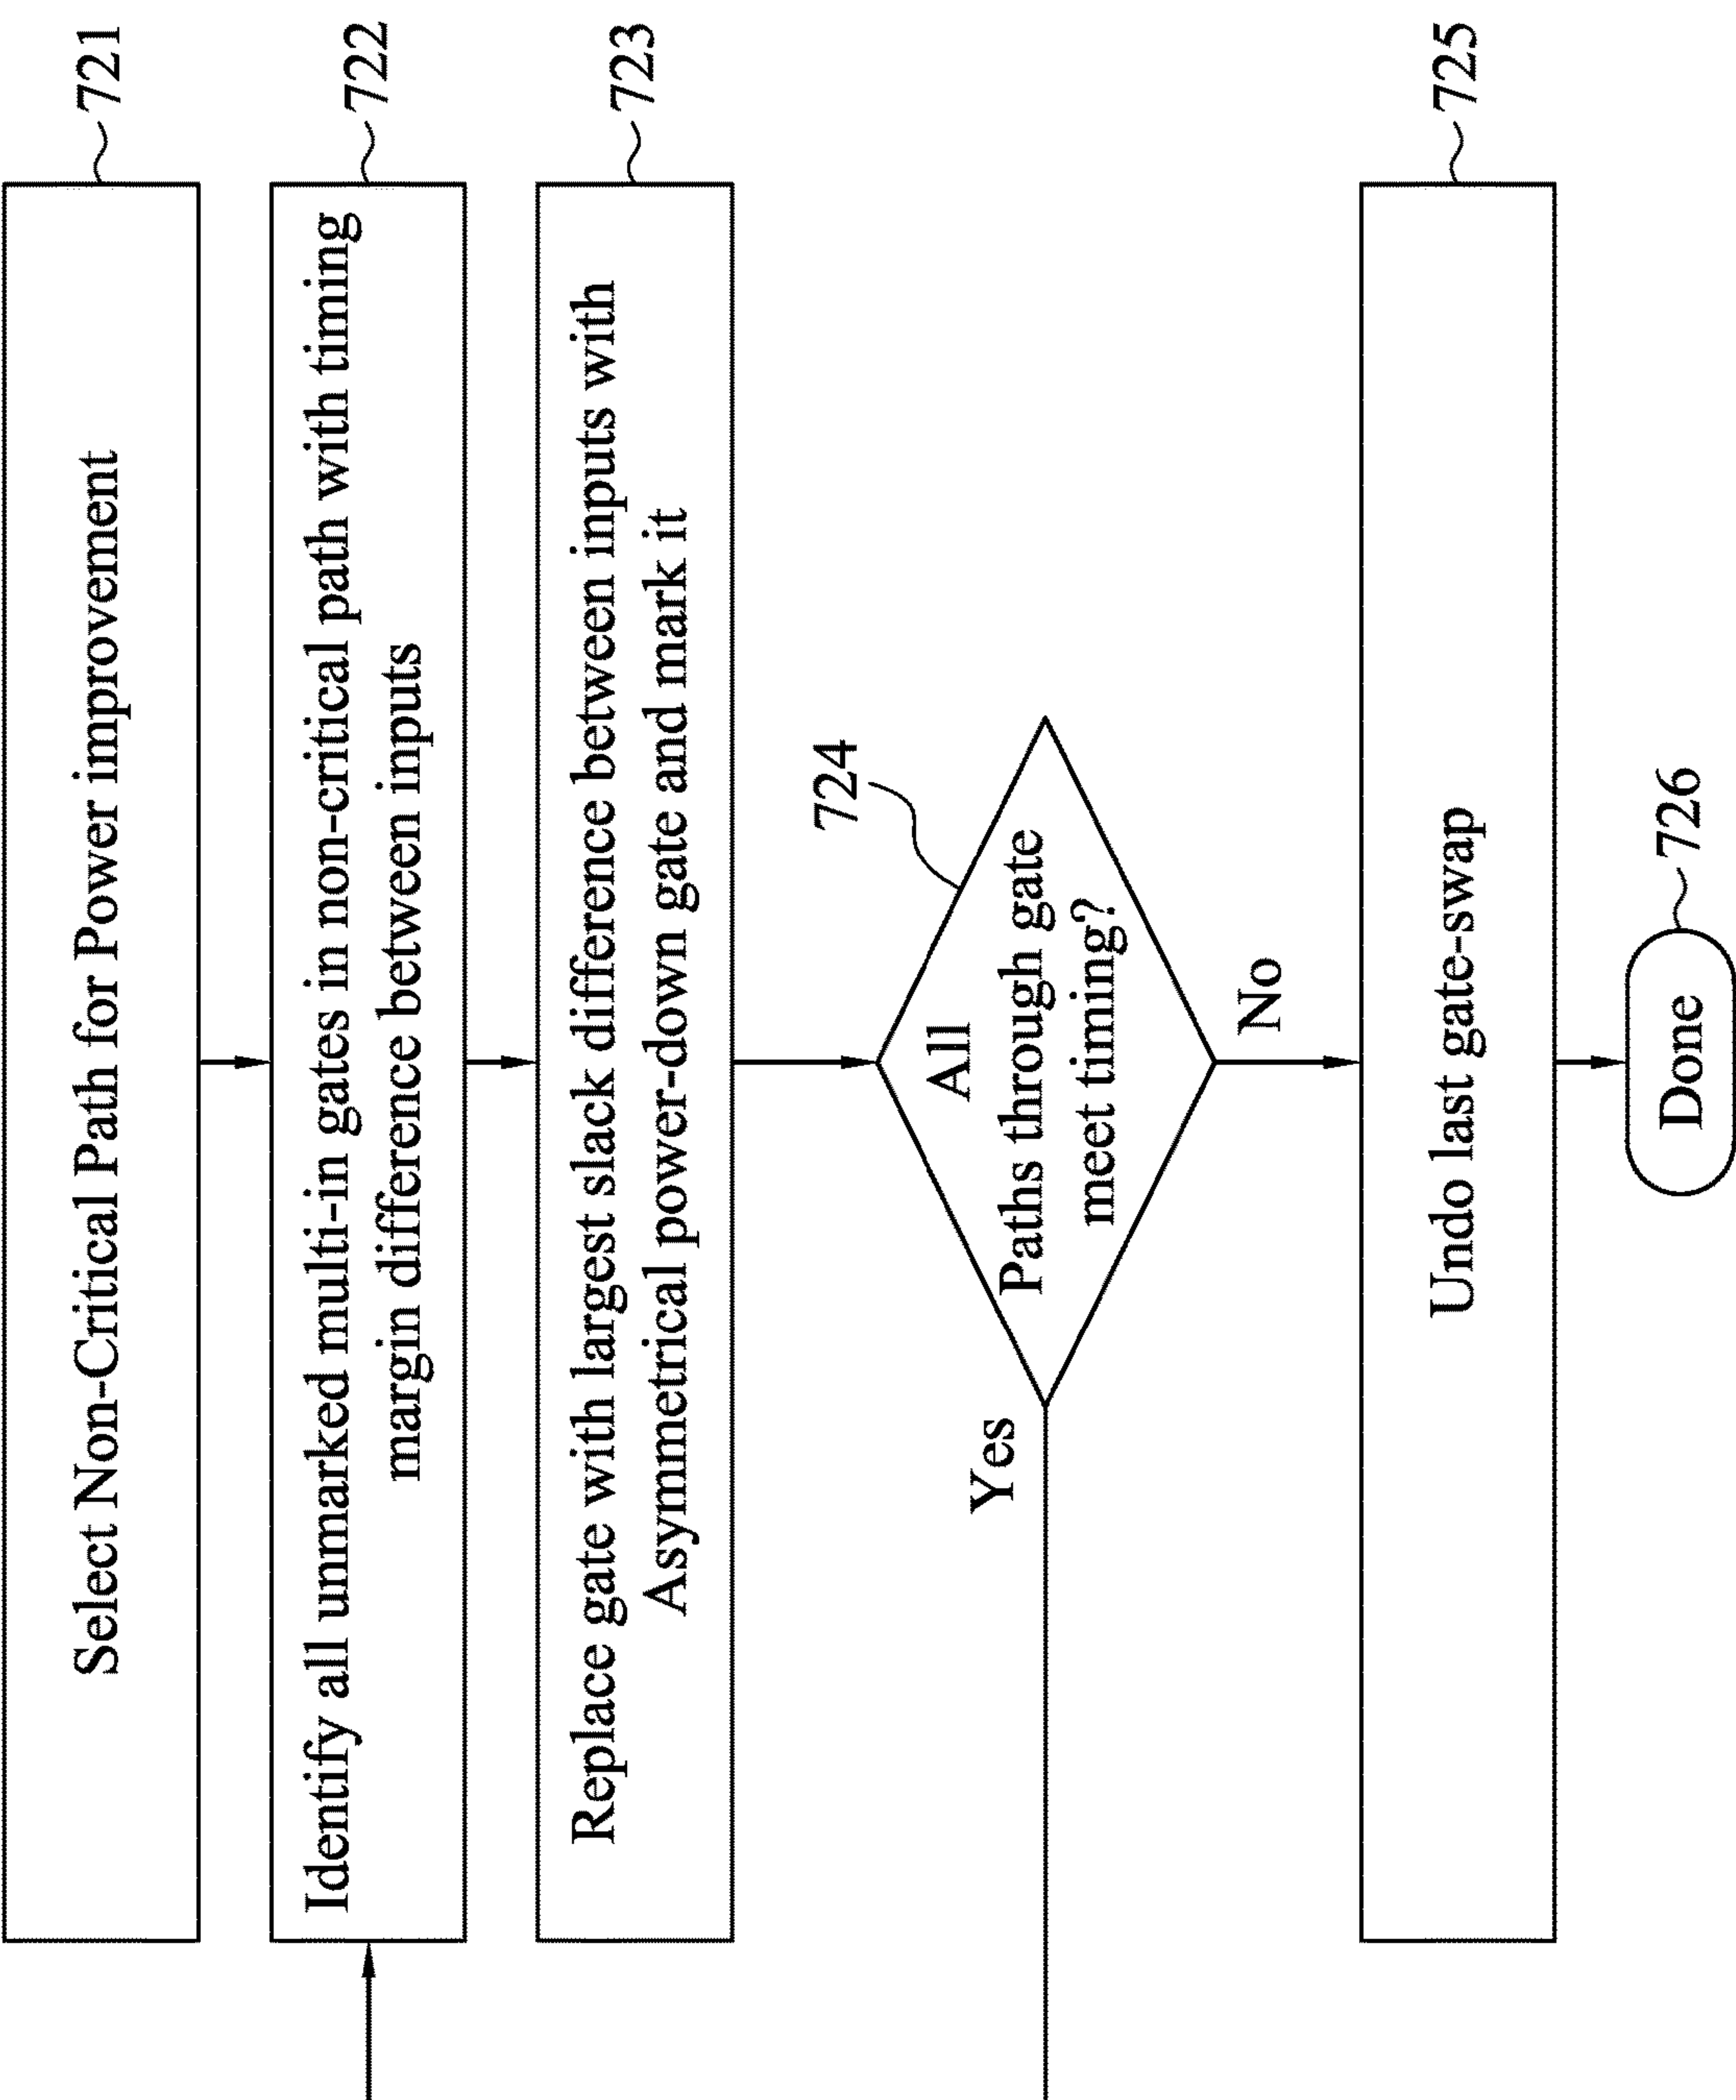 Select Non-Critical Path for Power improvement
721
Identify all unmarked multi-in gates in non-critical path with timing
margin difference between inputs
722
Replace gate with largest slack difference between inputs with
Asymmetrical power-down gate and mark it
723
724
All
Paths through gate
meet timing?
Yes
No
Undo last gate-swap
725
Done
726